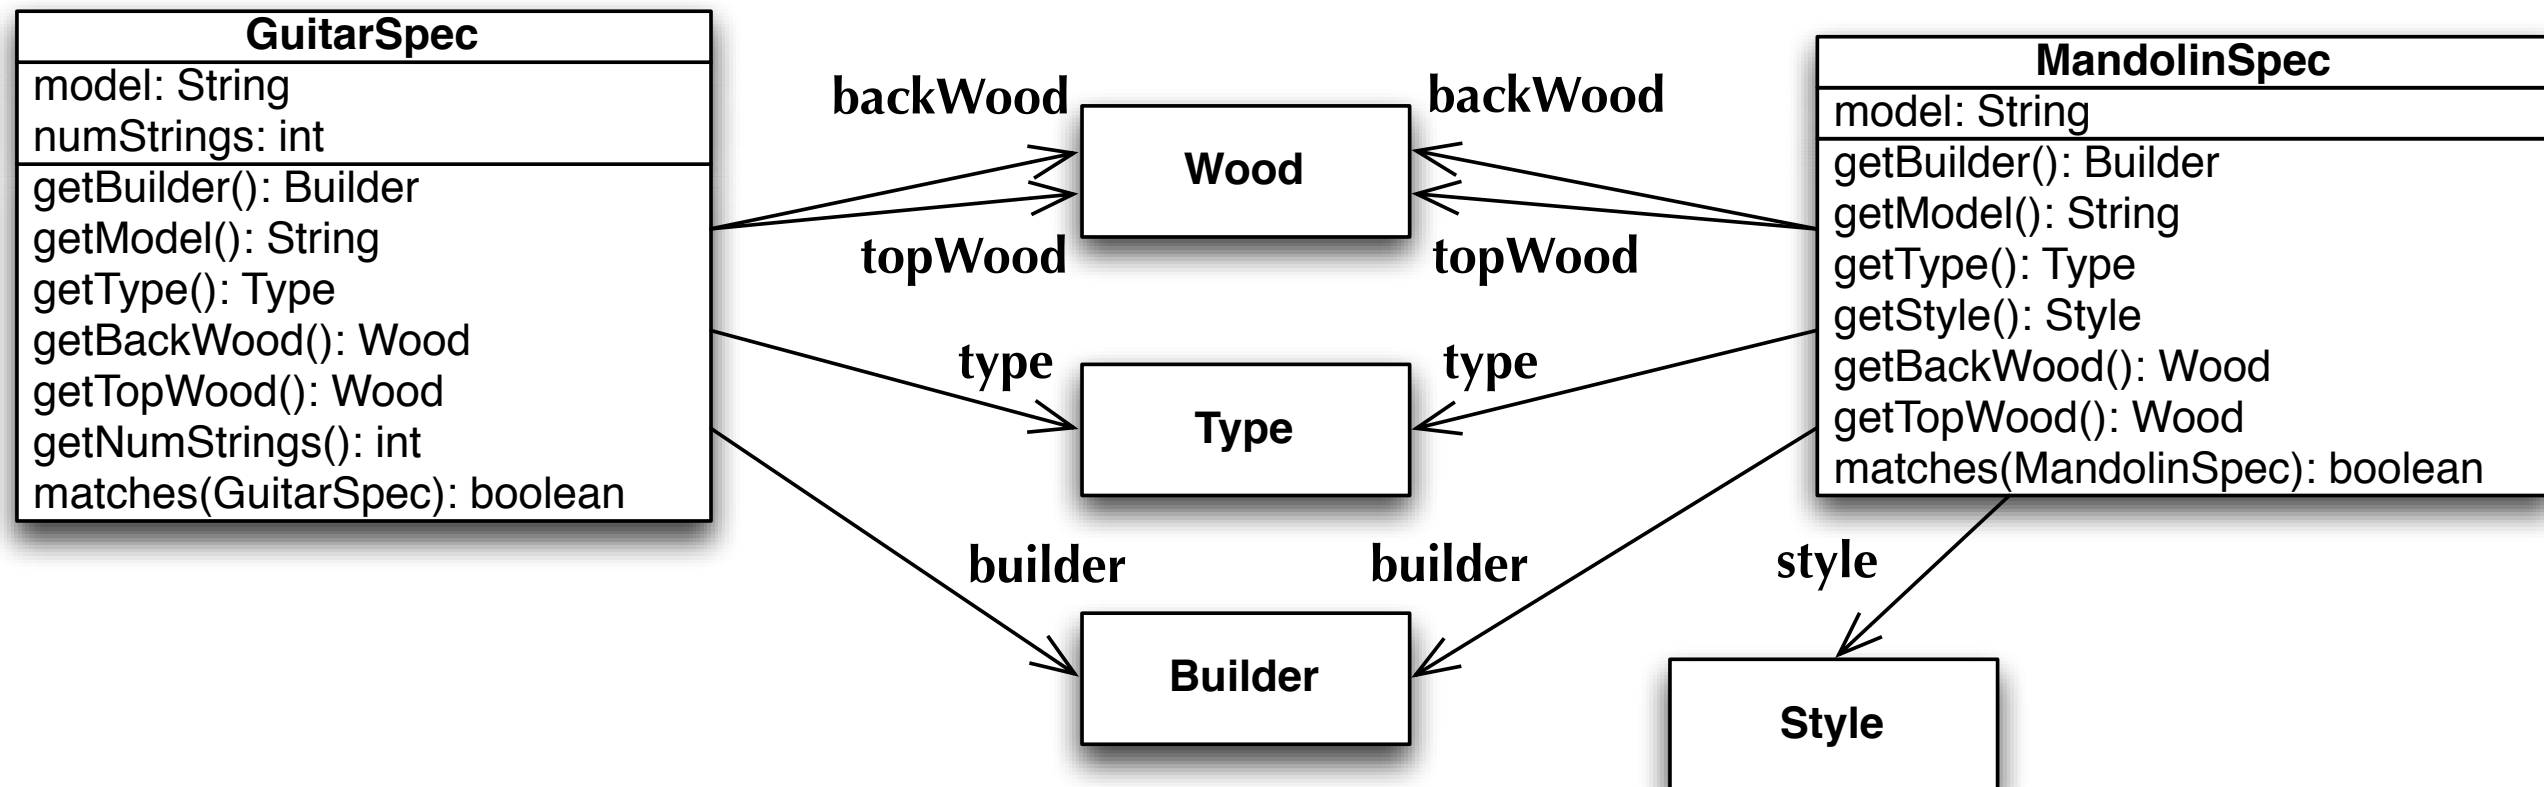 GuitarSpec
model: String
numStrings: int
getBuilder(): Builder
getModel(): String
getType(): Type
getBackWood(): Wood
getTopWood(): Wood
getNumStrings(): int
matches(GuitarSpec): boolean
backWood
topWood
type
builder
Wood
Type
Builder
backWood
topWood
type
builder
style
MandolinSpec
model: String
getBuilder(): Builder
getModel(): String
getType(): Type
getStyle(): Style
getBackWood(): Wood
getTopWood(): Wood
matches(MandolinSpec): boolean
Style